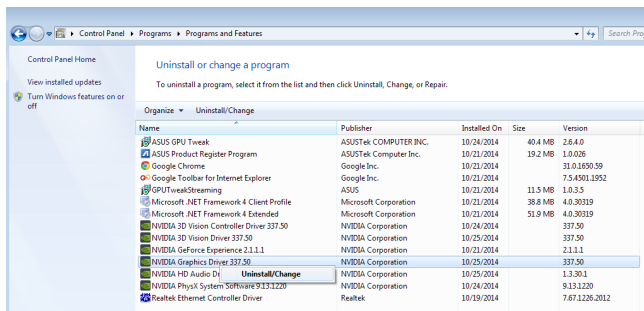 Control Panel ▸ Programs ▸ Programs and Features
Search Pro
Control Panel Home
View installed updates
Turn Windows features on or
off
Uninstall or change a program
To uninstall a program, select it from the list and then click Uninstall, Change, or Repair.
Organize Uninstall/Change
Name Publisher Installed On Size Version
ASUS GPU Tweak ASUSTek COMPUTER INC. 10/24/2014 40.4 MB 2.6.4.0
ASUS Product Register Program ASUSTek Computer Inc. 10/21/2014 19.2 MB 1.0.026
Google Chrome Google Inc. 10/21/2014 31.0.1650.59
Google Toolbar for Internet Explorer Google Inc. 10/21/2014 7.5.4501.1952
GPUTweakStreaming ASUS 10/21/2014 11.5 MB 1.0.3.5
Microsoft .NET Framework 4 Client Profile Microsoft Corporation 10/21/2014 38.8 MB 4.0.30319
Microsoft .NET Framework 4 Extended Microsoft Corporation 10/21/2014 51.9 MB 4.0.30319
NVIDIA 3D Vision Controller Driver 337.50 NVIDIA Corporation 10/24/2014 337.50
NVIDIA 3D Vision Driver 337.50 NVIDIA Corporation 10/25/2014 337.50
NVIDIA GeForce Experience 2.1.1.1 NVIDIA Corporation 10/21/2014 2.1.1.1
NVIDIA Graphics Driver 337.50 NVIDIA Corporation 10/25/2014 337.50
NVIDIA HD Audio Dr Uninstall/Change NVIDIA Corporation 10/25/2014 1.3.30.1
NVIDIA PhysX System Software 9.13.1220 NVIDIA Corporation 10/24/2014 9.13.1220
Realtek Ethernet Controller Driver Realtek 10/19/2014 7.67.1226.2012